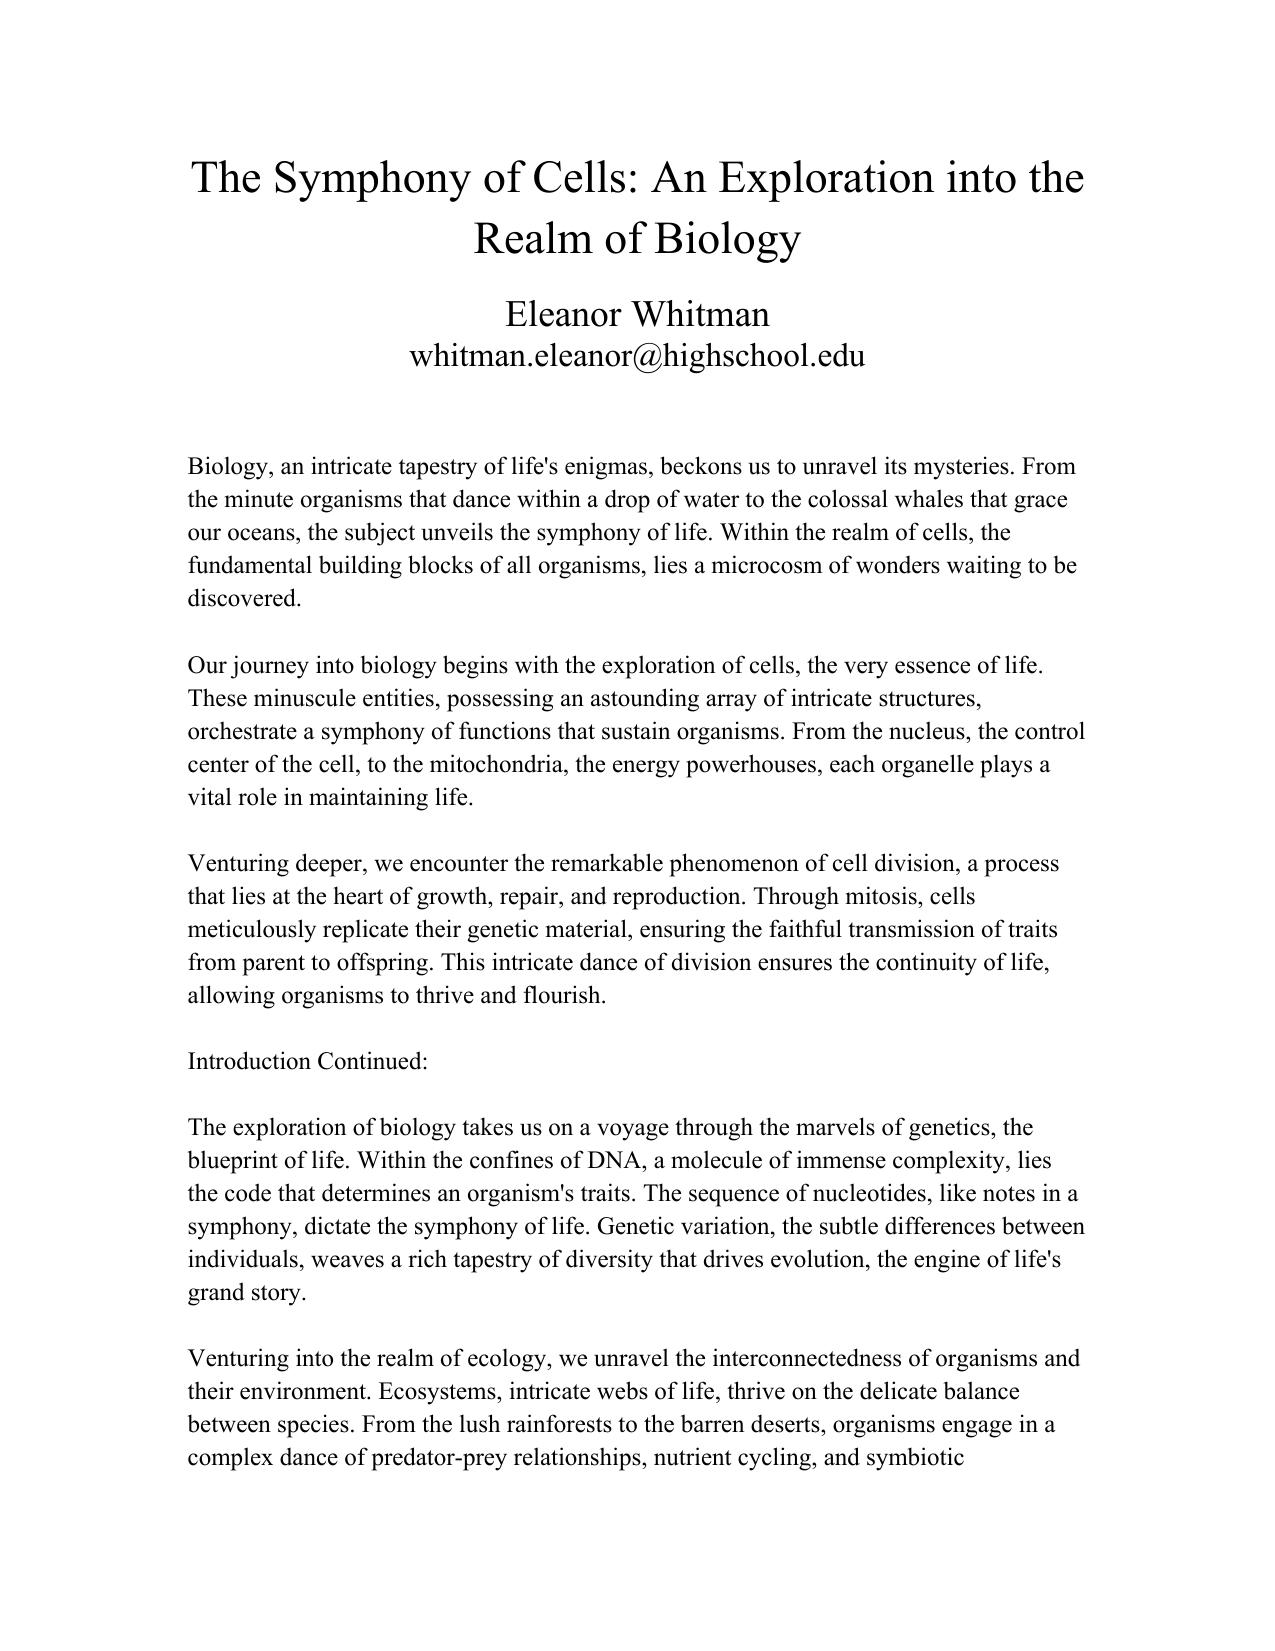 The Symphony of Cells: An Exploration into the
Realm of Biology
Eleanor Whitman
whitman.eleanor@highschool.edu
Biology, an intricate tapestry of life's enigmas, beckons us to unravel its mysteries. From
the minute organisms that dance within a drop of water to the colossal whales that grace
our oceans, the subject unveils the symphony of life. Within the realm of cells, the
fundamental building blocks of all organisms, lies a microcosm of wonders waiting to be
discovered.
Our journey into biology begins with the exploration of cells, the very essence of life.
These minuscule entities, possessing an astounding array of intricate structures,
orchestrate a symphony of functions that sustain organisms. From the nucleus, the control
center of the cell, to the mitochondria, the energy powerhouses, each organelle plays a
vital role in maintaining life.
Venturing deeper, we encounter the remarkable phenomenon of cell division, a process
that lies at the heart of growth, repair, and reproduction. Through mitosis, cells
meticulously replicate their genetic material, ensuring the faithful transmission of traits
from parent to offspring. This intricate dance of division ensures the continuity of life,
allowing organisms to thrive and flourish.
Introduction Continued:
The exploration of biology takes us on a voyage through the marvels of genetics, the
blueprint of life. Within the confines of DNA, a molecule of immense complexity, lies
the code that determines an organism's traits. The sequence of nucleotides, like notes in a
symphony, dictate the symphony of life. Genetic variation, the subtle differences between
individuals, weaves a rich tapestry of diversity that drives evolution, the engine of life's
grand story.
Venturing into the realm of ecology, we unravel the interconnectedness of organisms and
their environment. Ecosystems, intricate webs of life, thrive on the delicate balance
between species. From the lush rainforests to the barren deserts, organisms engage in a
complex dance of predator-prey relationships, nutrient cycling, and symbiotic